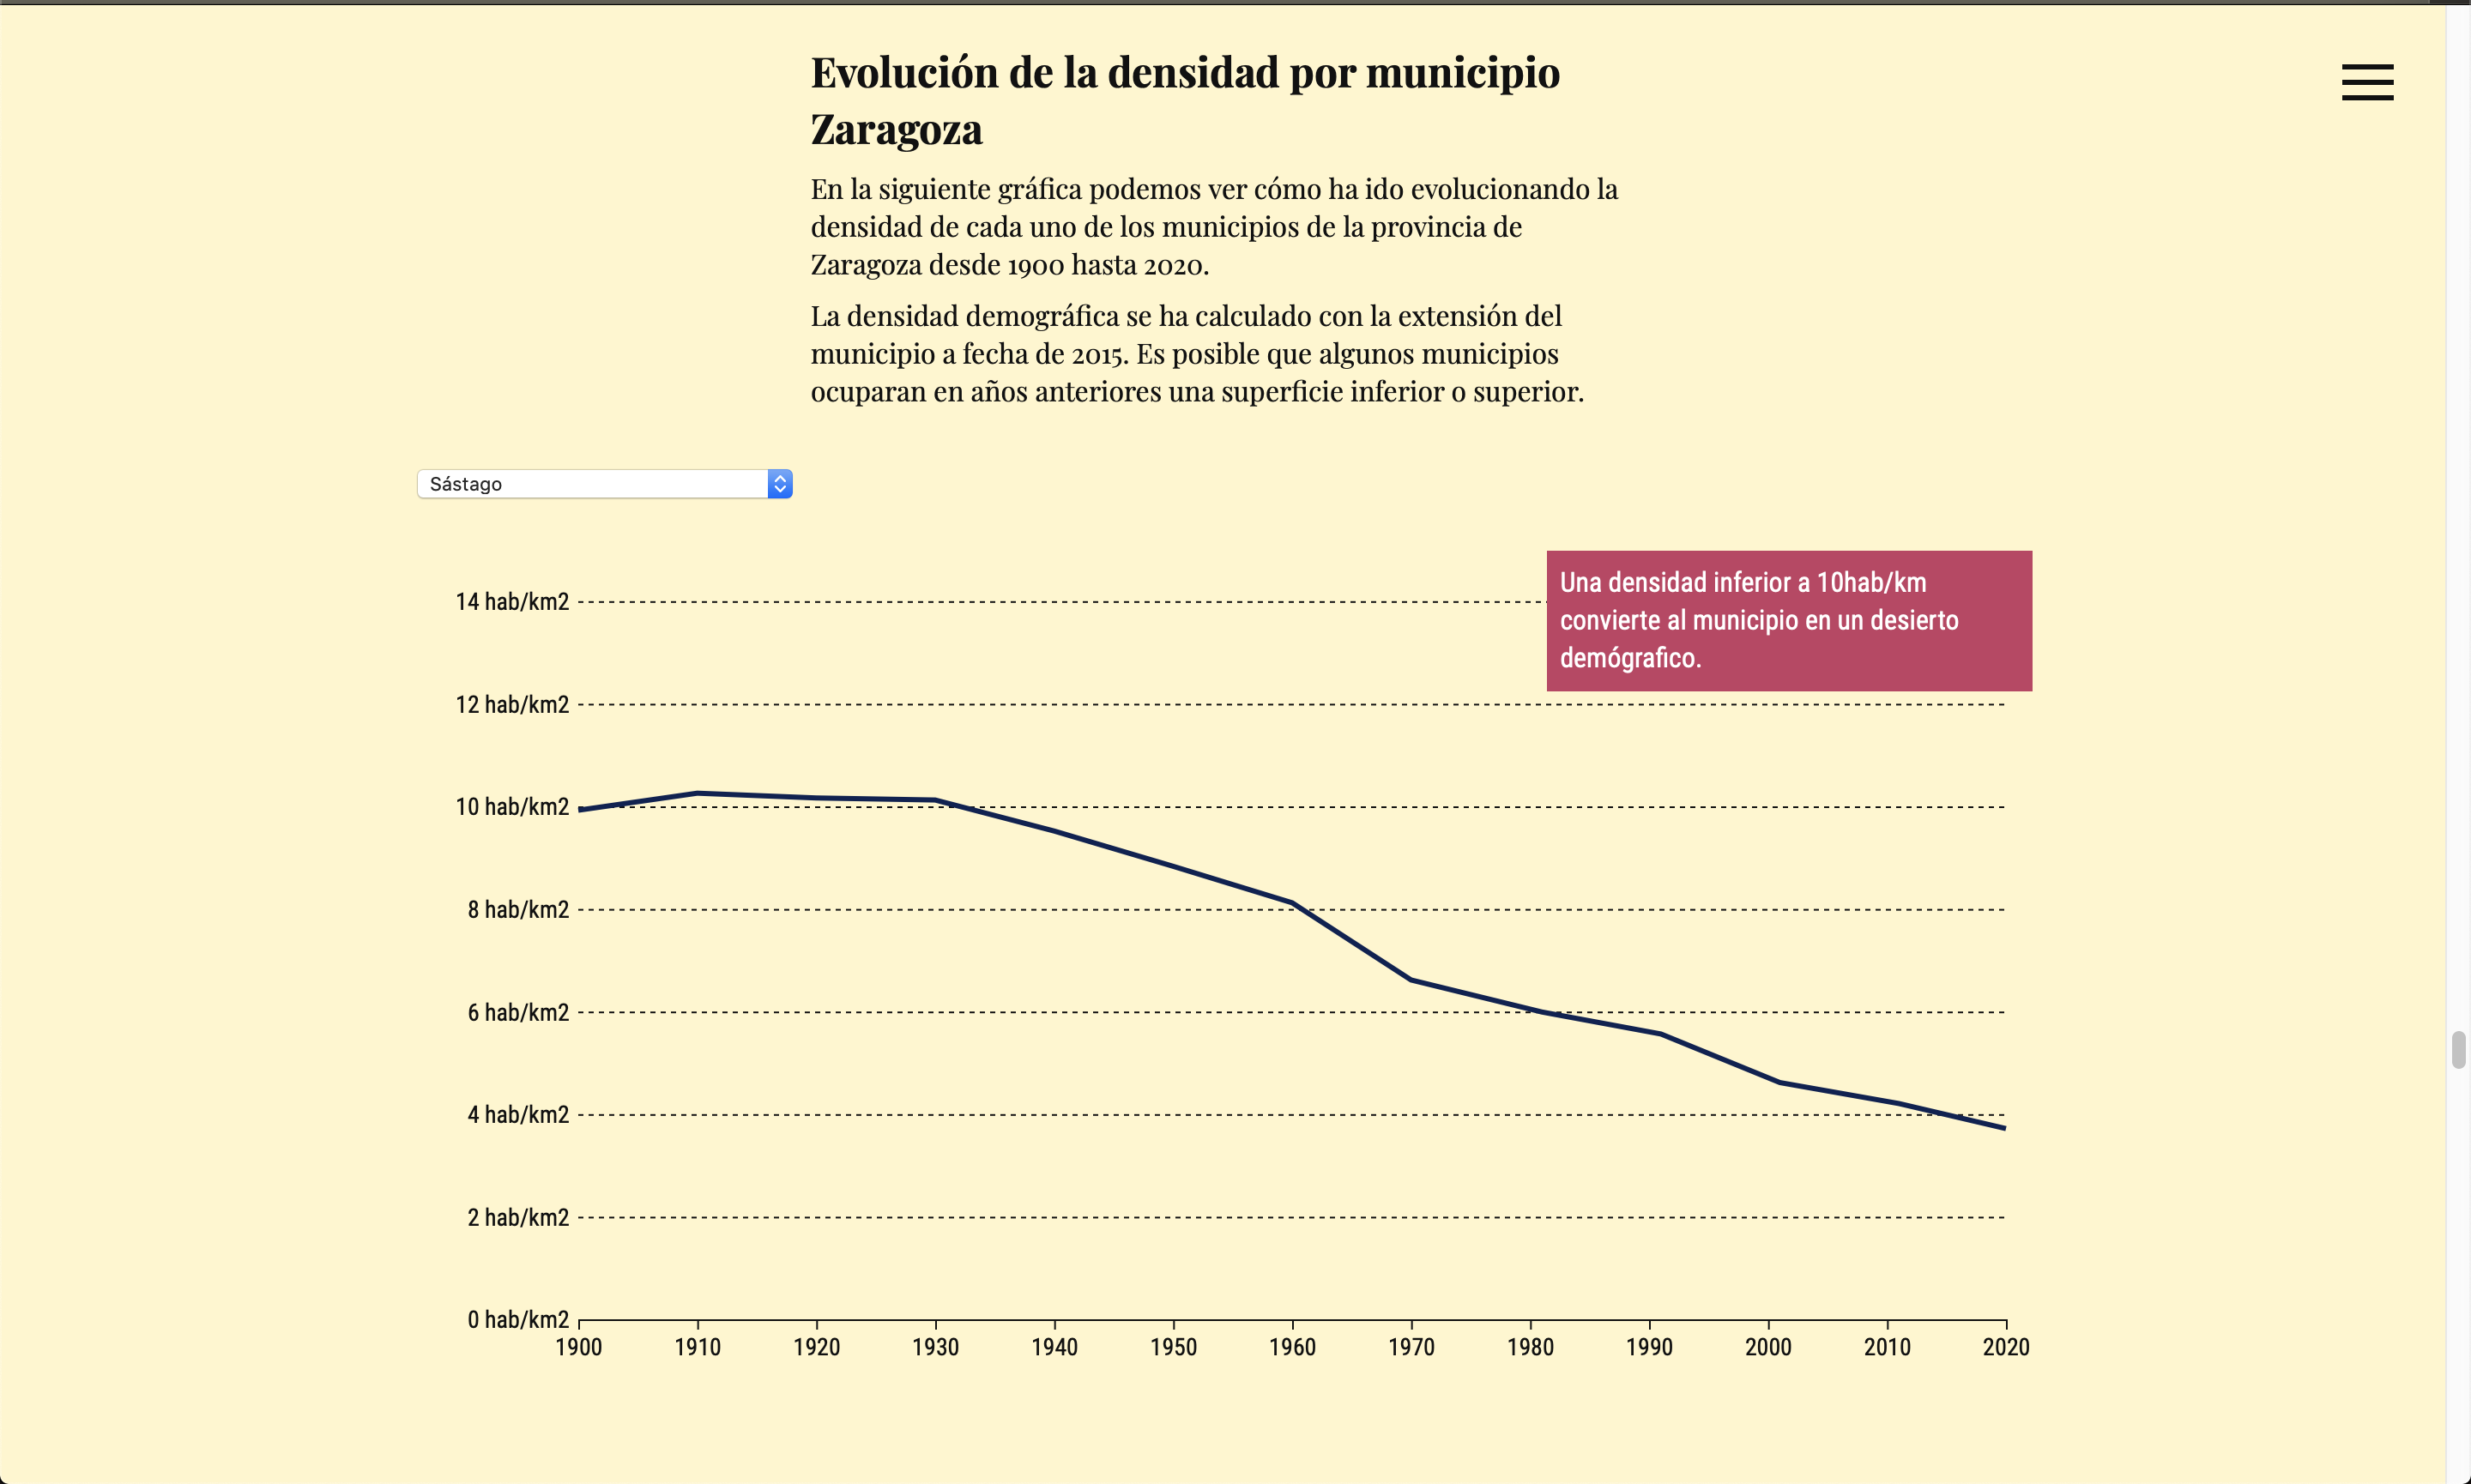 Evolución de la densidad por municipio
Zaragoza
En la siguiente gráfica podemos ver cómo ha ido evolucionando la
densidad de cada uno de los municipios de la provincia de
Zaragoza desde 1900 hasta 2020.
La densidad demográfica se ha calculado con la extensión del
municipio a fecha de 2015. Es posible que algunos municipios
ocuparan en años anteriores una superficie inferior o superior.
Sástago
Una densidad inferior a 10hab/km
convierte al municipio en un desierto
demógrafico.
14 hab/km2
12 hab/km2
10 hab/km2
8 hab/km2
6 hab/km2
4 hab/km2
2 hab/km2
0 hab/km2
1900 1910 1920 1930 1940 1950 1960 1970 1980 1990 2000 2010 2020